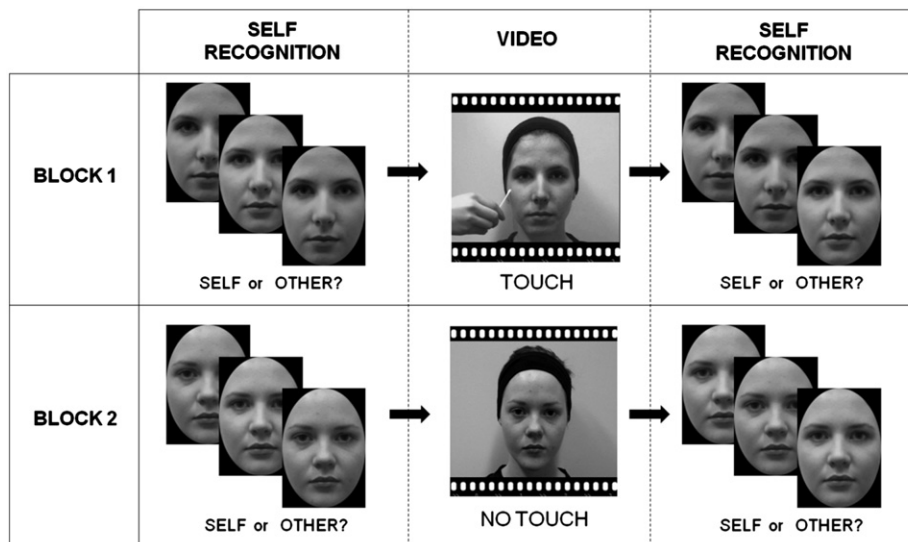 SELF
RECOGNITION
VIDEO
SELF
RECOGNITION
BLOCK 1
SELF or OTHER?
TOUCH
SELF or OTHER?
BLOCK 2
SELF or OTHER?
NO TOUCH
SELF or OTHER?